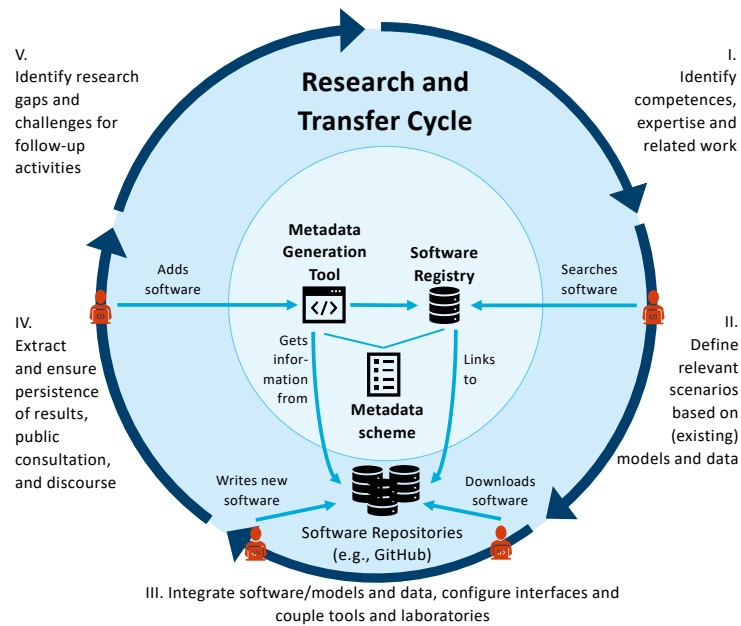 Research and
Transfer Cycle
I.
Identify
competences,
expertise and
related work
II.
Define
relevant
scenarios
based on
(existing)
models and data
III. Integrate software/models and data, configure interfaces and
couple tools and laboratories
IV.
Extract
and ensure
persistence
of results,
public
consultation,
and discourse
V.
Identify research
gaps and
challenges for
follow-up
activities
Metadata
Generation
Tool
</>
Software
Registry
Adds
software
Searches
software
Gets
infor-
mation
from
Links
to
Metadata
scheme
Writes new
software
Downloads
software
Software Repositories
(e.g., GitHub)